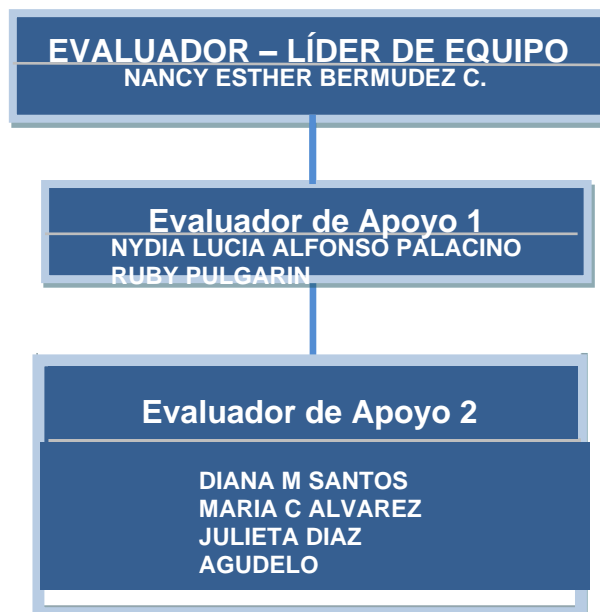 EVALUADOR – LÍDER DE EQUIPO
NANCY ESTHER BERMUDEZ C.
Evaluador de Apoyo 1
NYDIA LUCIA ALFONSO PALACINO
RUBY PULGARIN
Evaluador de Apoyo 2
DIANA M SANTOS
MARIA C ALVAREZ
JULIETA DIAZ
AGUDELO